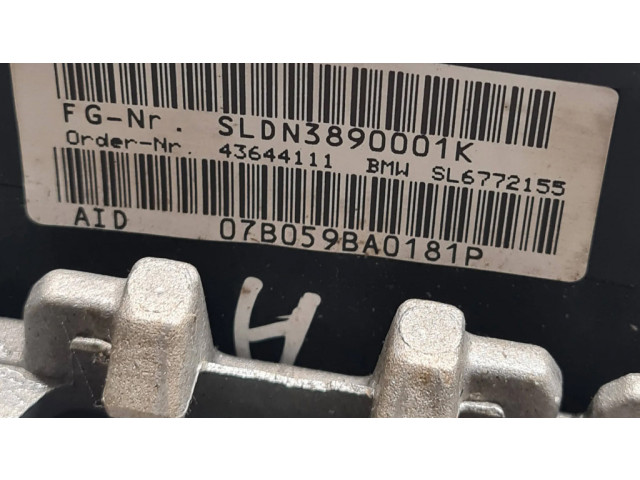 FG-Nr. SLDN3890001K
Order-Nr. 43644111 BMW SL6772155
AID 07B059BA0181P
H